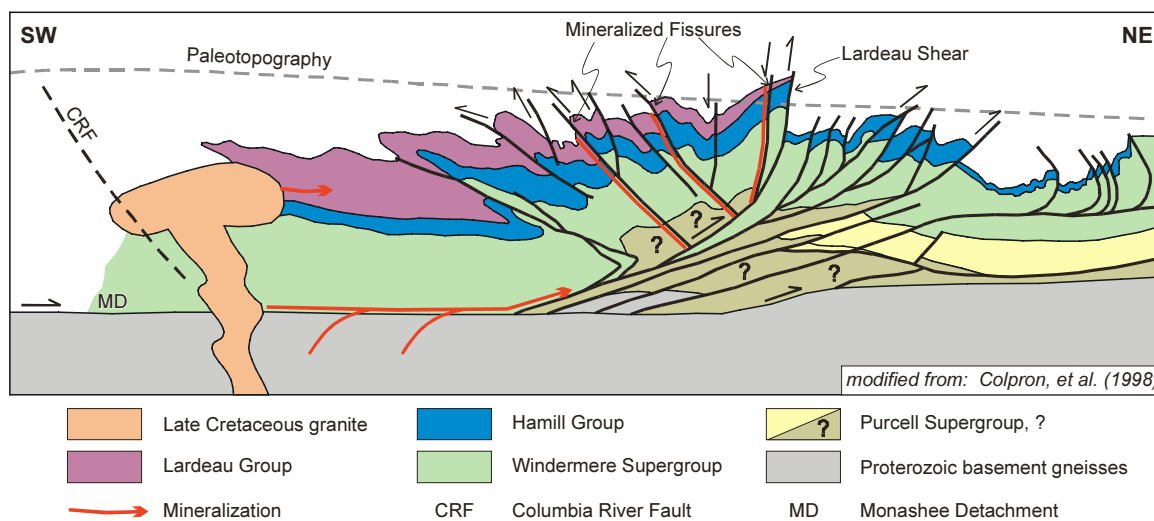 SW
Mineralized Fissures
NE
Paleotopography
Lardeau Shear
CRF
?
?
?
?
MD
modified from: Colpron, et al. (1998)
Late Cretaceous granite
Hamill Group
?
Purcell Supergroup, ?
Lardeau Group
Windermere Supergroup
Proterozoic basement gneisses
Mineralization
CRF
Columbia River Fault
MD
Monashee Detachment